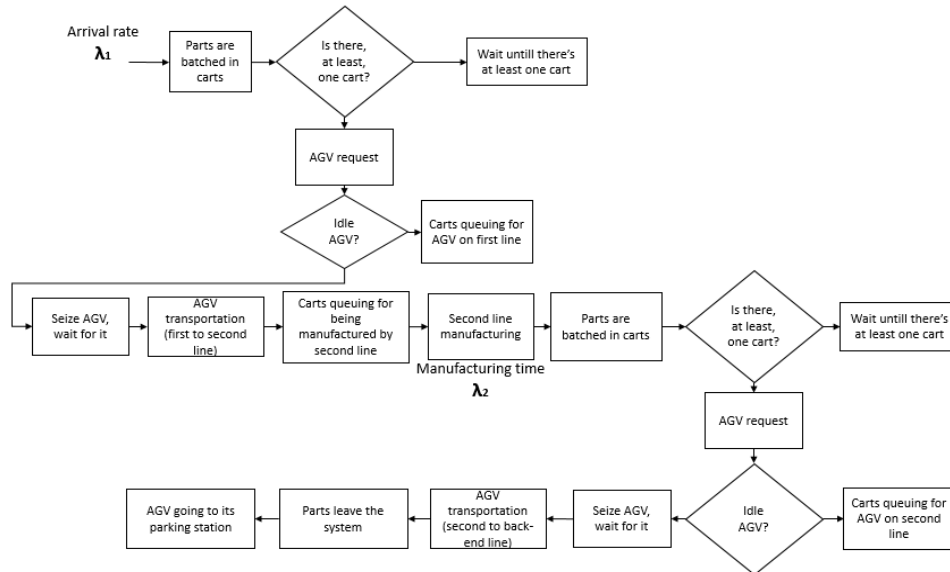 Arrival rate
λ1
Parts are
batched in
carts
Is there,
at least,
one cart?
Wait untill there's
at least one cart
AGV request
Idle
AGV?
Carts queuing for
AGV on first line
Seize AGV,
wait for it
AGV
transportation
(first to second
line)
Carts queuing for
being
manufactured by
second line
Second line
manufacturing
Manufacturing time
λ2
Parts are
batched in carts
Is there,
at least,
one cart?
Wait until there's
at least one cart
AGV request
Idle
AGV?
Carts queuing for
AGV on second
line
Seize AGV,
wait for it
AGV
transportation
(second to back-
end line)
Parts leave the
system
AGV going to its
parking station